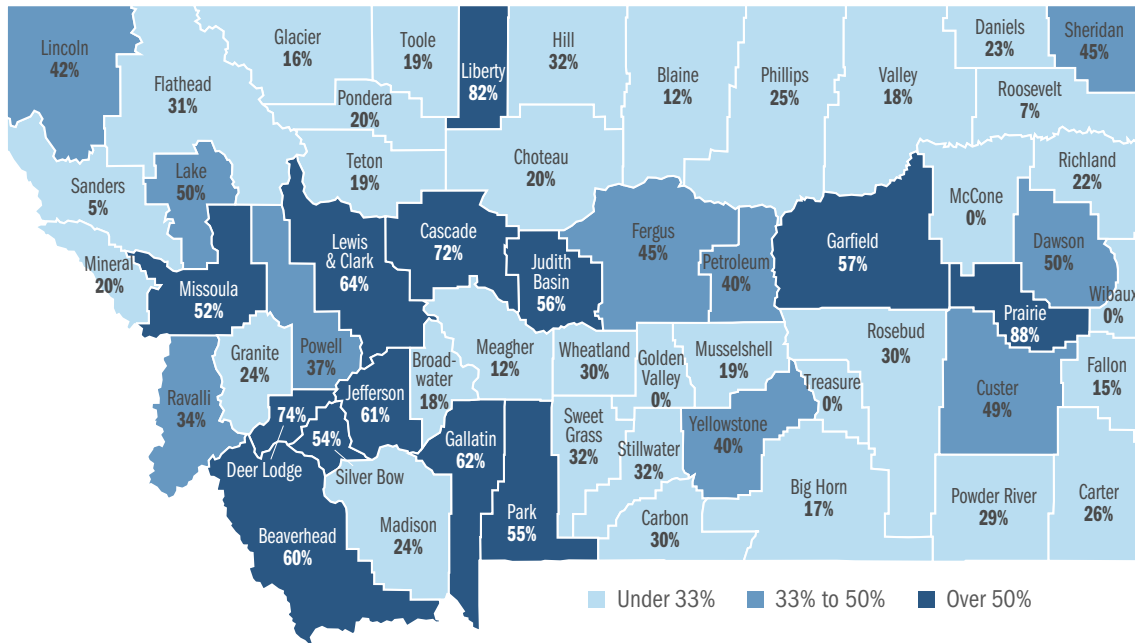 Lincoln
42%
Flathead
31%
Glacier
16%
Toole
19%
Liberty
82%
Hill
32%
Blaine
12%
Phillips
25%
Valley
18%
Daniels
23%
Sheridan
45%
Roosevelt
7%
Pondera
20%
Teton
19%
Choteau
20%
Richland
22%
McCone
0%
Sanders
5%
Lake
50%
Mineral
20%
Missoula
52%
Lewis
& Clark
64%
Cascade
72%
Judith
Basin
56%
Fergus
45%
Petroleum
40%
Garfield
57%
Dawson
50%
Wibaux
0%
Prairie
88%
Ravalli
34%
Granite
24%
Powell
37%
Jefferson
61%
Broad-
water
18%
Meagher
12%
Wheatland
30%
Golden
Valley
0%
Musselshell
19%
Treasure
0%
Rosebud
30%
Custer
49%
Fallon
15%
74%
Deer Lodge
54%
Silver Bow
Gallatin
62%
Park
55%
Sweet
Grass
32%
Stillwater
32%
Yellowstone
40%
Big Horn
17%
Powder River
29%
Carter
26%
Beaverhead
60%
Madison
24%
Carbon
30%
Under 33%
33% to 50%
Over 50%